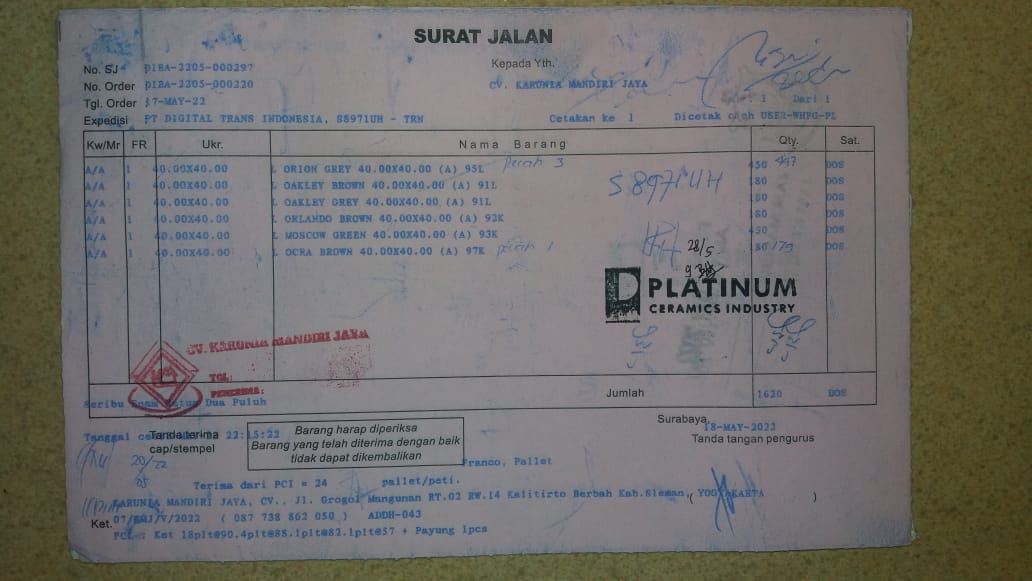 SURAT JALAN
Kepada Yth.
No. SJ DIBA-2205-000297
No. Order DIBA-2205-000220 CV. KARUNIA MANDIRI JAYA
Tgl. Order 17-MAY-22 1 Dari 1
Expedisi PT DIGITAL TRANS INDONESIA, S8971UH - TRN Cetakan ke 1 Dicetak oleh USER-WHFG-PL
Kw/Mr FR Ukr. Nama Barang Qty. Sat.
pecah 3
A/A 1 40.00X40.00 L ORION GREY 40.00X40.00 (A) 95L 450 447 DOS
A/A 1 40.00X40.00 L OAKLEY BROWN 40.00X40.00 (A) 91L 180 DOS
S 8971 UH
A/A 1 40.00X40.00 L OAKLEY GREY 40.00X40.00 (A) 91L 180 DOS
A/A 1 40.00X40.00 L ORLANDO BROWN 40.00X40.00 (A) 92K 180 DOS
A/A 1 40.00X40.00 L MOSCOW GREEN 40.00X40.00 (A) 93K 450 DOS
A/A 1 40.00X40.00 L OCRA BROWN 40.00X40.00 (A) 97K pecah 1 180 179 DOS
28/5
PLATINUM
CERAMICS INDUSTRY
CV. KARUNIA MANDIRI JAYA
TGL:
PENERIMA:
Jumlah 1620 DOS
Seribu Enam Ratus Dua Puluh
Surabaya, 18-MAY-2022
Tanggal 22:15:22
Tanda terima
cap/stempel
Barang harap diperiksa
Barang yang telah diterima dengan baik
tidak dapat dikembalikan
Tanda tangan pengurus
20/22
05
Franco, Pallet
Terima dari PCI = 24 pallet/peti.
KARUNIA MANDIRI JAYA, CV., Jl. Grogol Mangunan RT.02 RW.14 Kalitirto Berbah Kab.Sleman, YOGYAKARTA
Ket. 07/KMJ/V/2022 ( 087 738 862 050 ) ADDH-043
PCL : Ket 18plt@90.4plt@88.1plt@82.1plt@57 + Payung 1pcs